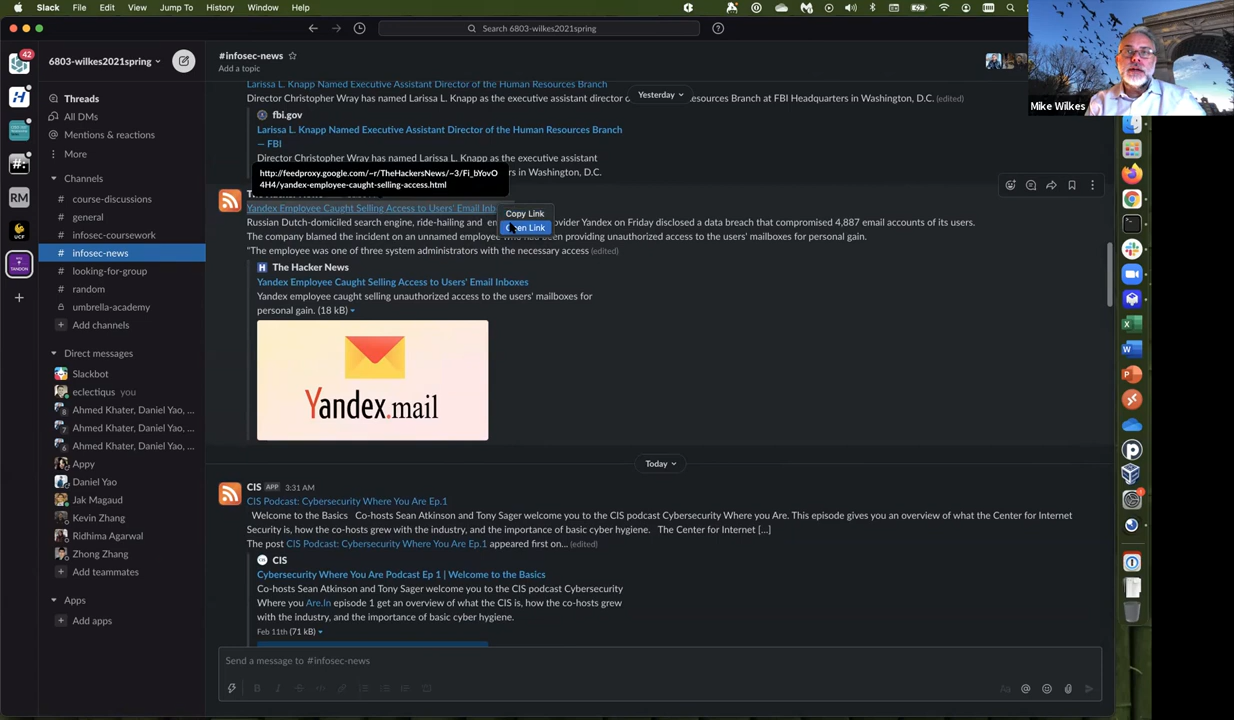 Slack File Edit View Jump To History Window Help
Search 6803-wilkes2021spring
42
6803-wilkes2021spring
#infosec-news
Add a topic
Mike Wilkes
Threads
All DMs
Mentions & reactions
More
Channels
# course-discussions
# general
# infosec-coursework
# infosec-news
# looking-for-group
# random
umbrella-academy
+ Add channels
Direct messages
Slackbot
eclectiqus you
8 Ahmed Khater, Daniel Yao, ...
7 Ahmed Khater, Daniel Yao, ...
6 Ahmed Khater, Daniel Yao, ...
Appy
Daniel Yao
Jak Magaud
Kevin Zhang
Ridhima Agarwal
Zhong Zhang
+ Add teammates
Apps
+ Add apps
RM
UCP
TANDON
Larissa L. Knapp Named Executive Assistant Director of the Human Resources Branch
Yesterday
Director Christopher Wray has named Larissa L. Knapp as the executive assistant director o esources Branch at FBI Headquarters in Washington, D.C. (edited)
fbi.gov
Larissa L. Knapp Named Executive Assistant Director of the Human Resources Branch
— FBI
Director Christopher Wray has named Larissa L. Knapp as the executive assistant
Resources Branch at FBI Headquarters in Washington, D.C.
http://feedproxy.google.com/~r/TheHackersNews/~3/Fi_bYovO
4H4/yandex-employee-caught-selling-access.html
Yandex Employee Caught Selling Access to Users' Email Inb
Copy Link
Open Link
Russian Dutch-domiciled search engine, ride-hailing and em ovider Yandex on Friday disclosed a data breach that compromised 4,887 email accounts of its users.
The company blamed the incident on an unnamed employee who had been providing unauthorized access to the users' mailboxes for personal gain.
"The employee was one of three system administrators with the necessary access (edited)
The Hacker News
Yandex Employee Caught Selling Access to Users' Email Inboxes
Yandex employee caught selling unauthorized access to the users' mailboxes for
personal gain. (18 kB)
Yandex.mail
Today
CIS APP 3:31 AM
CIS Podcast: Cybersecurity Where You Are Ep.1
Welcome to the Basics Co-hosts Sean Atkinson and Tony Sager welcome you to the CIS podcast Cybersecurity Where you Are. This episode gives you an overview of what the Center for Internet
Security is, how the co-hosts grew with the industry, and the importance of basic cyber hygiene. The Center for Internet [...]
The post CIS Podcast: Cybersecurity Where You Are Ep.1 appeared first on... (edited)
CIS
Cybersecurity Where You Are Podcast Ep 1 | Welcome to the Basics
Co-hosts Sean Atkinson and Tony Sager welcome you to the CIS podcast Cybersecurity
Where you Are.In episode 1 get an overview of what the CIS is, how the co-hosts grew
with the industry, and the importance of basic cyber hygiene.
Feb 11th (71 kB)
Send a message to #infosec-news